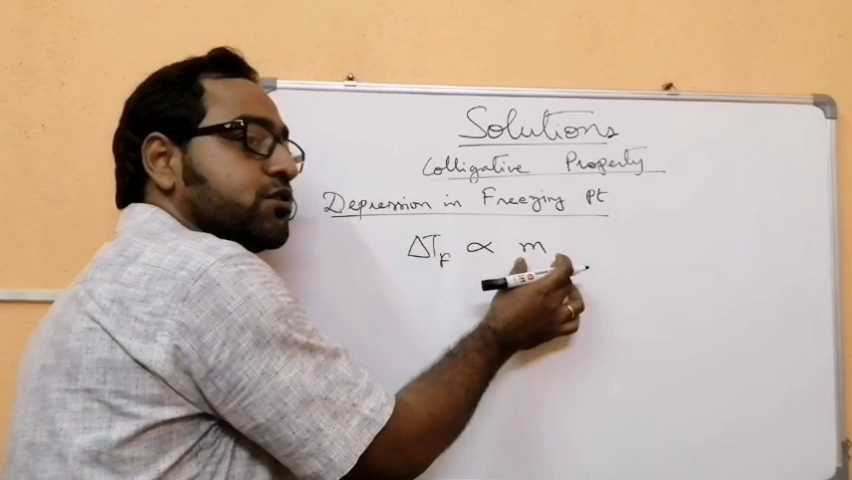 Solutions
Colligative Property
Depression in Freezing Pt
ΔT_F ∝ m